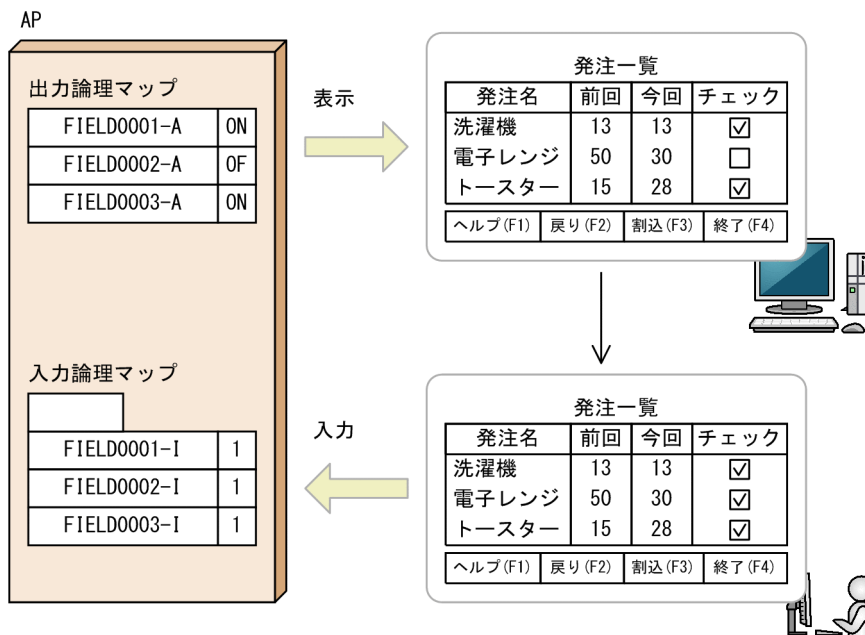 AP
出力論理マップ
FIELD0001-A ON
FIELD0002-A OF
FIELD0003-A ON
表示
発注一覧
発注名 前回 今回 チェック
洗濯機 13 13
電子レンジ 50 30
トースター 15 28
ヘルプ(F1) 戻り(F2) 割込(F3) 終了(F4)
入力論理マップ
FIELD0001-I 1
FIELD0002-I 1
FIELD0003-I 1
入力
発注一覧
発注名 前回 今回 チェック
洗濯機 13 13
電子レンジ 50 30
トースター 15 28
ヘルプ(F1) 戻り(F2) 割込(F3) 終了(F4)